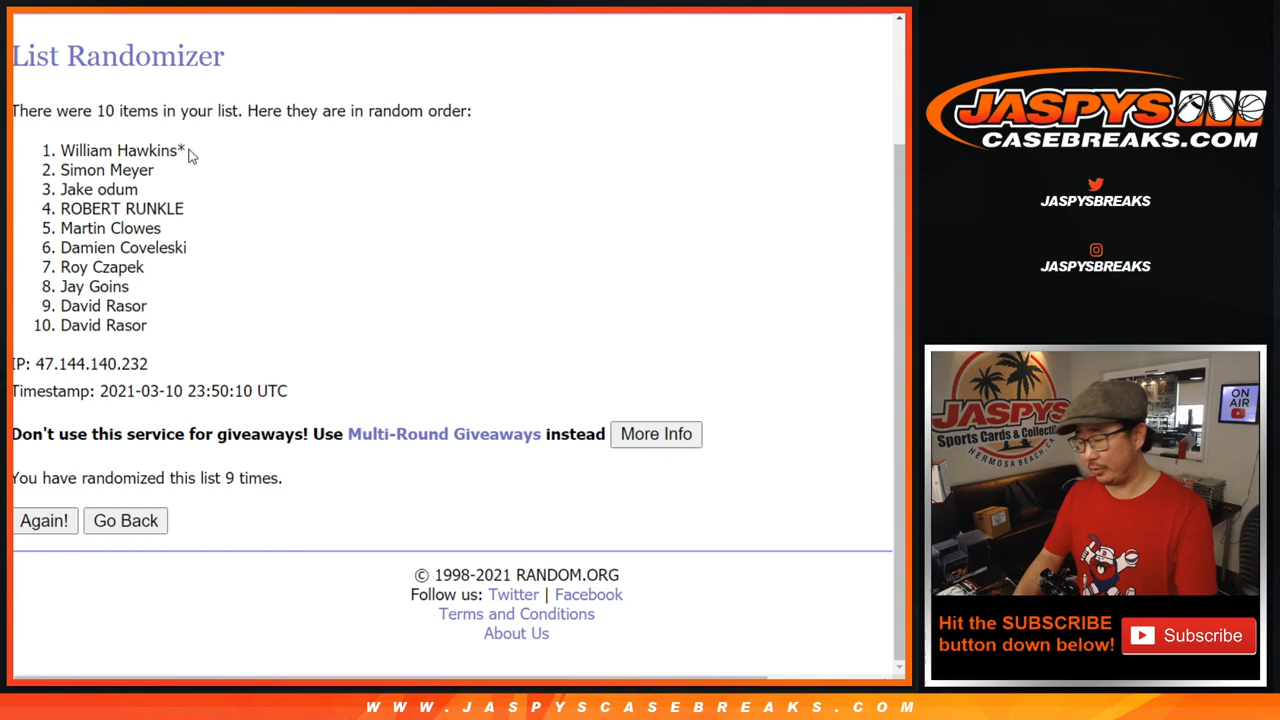 List Randomizer
There were 10 items in your list. Here they are in random order:
1. William Hawkins*
2. Simon Meyer
3. Jake odum
4. ROBERT RUNKLE
5. Martin Clowes
6. Damien Coveleski
7. Roy Czapek
8. Jay Goins
9. David Rasor
10. David Rasor
IP: 47.144.140.232
Timestamp: 2021-03-10 23:50:10 UTC
Don't use this service for giveaways! Use Multi-Round Giveaways instead More Info
You have randomized this list 9 times.
Again! Go Back
© 1998-2021 RANDOM.ORG
Follow us: Twitter | Facebook
Terms and Conditions
About Us
JASPYS
CASEBREAKS.COM
JASPYSBREAKS
JASPYSBREAKS
JASPYS
Sports Cards & Collecti
HERMOSA BEACH, CA
ON
AIR
Hit the SUBSCRIBE
button down below!
Subscribe
WWW.JASPYSCASEBREAKS.COM